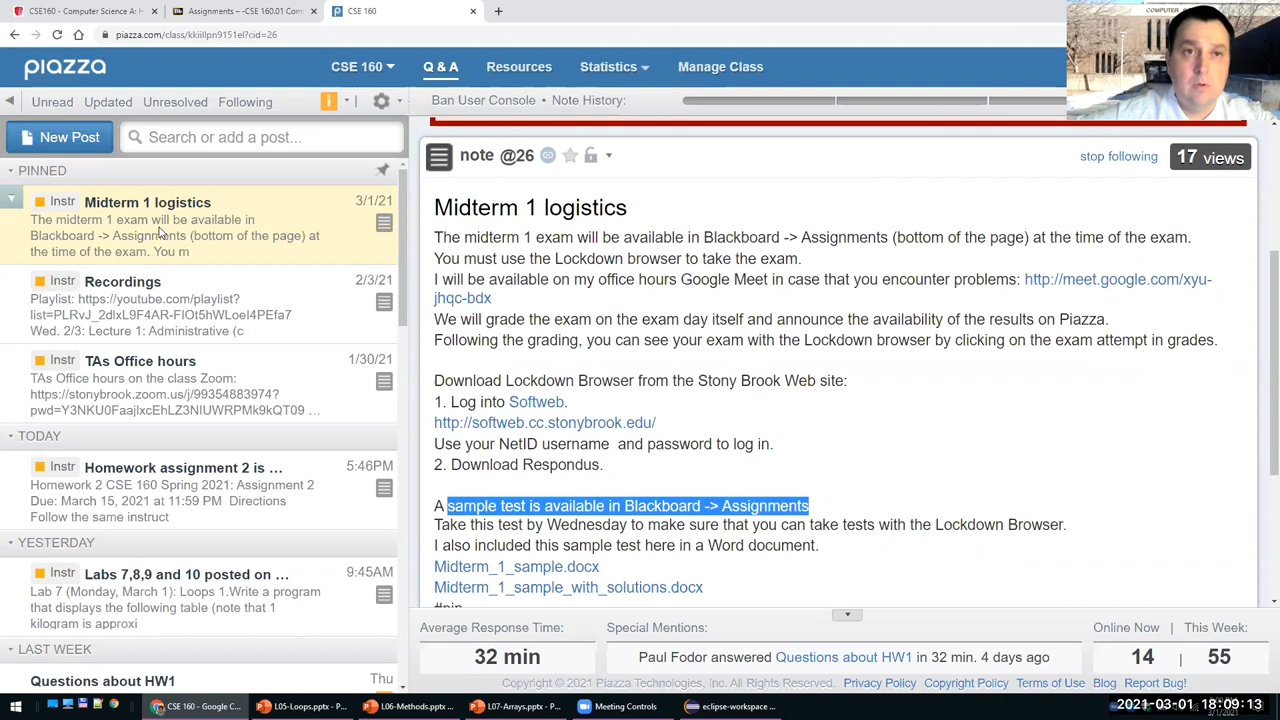 CSE160 - Computer Science A:
Assignments – -CSE 160.01 Com
CSE 160
piazza.com/class/kkiillpn9151el?cid=26
piazza
CSE 160
Q & A
Resources
Statistics
Manage Class
Unread
Updated
Unresolved
Following
Ban User Console • Note History:
New Post
Search or add a post…
PINNED
Instr Midterm 1 logistics 3/1/21
The midterm 1 exam will be available in
Blackboard -> Assignments (bottom of the page) at
the time of the exam. You m
Instr Recordings 2/3/21
Playlist: https://youtube.com/playlist?
list=PLRvJ_2dlxL9F4AR-FIOt5hWLoeI4PEfa7
Wed. 2/3: Lecture 1: Administrative (c
Instr TAs Office hours 1/30/21
TAs Office hours on the class Zoom:
https://stonybrook.zoom.us/j/99354883974?
pwd=Y3NKU0FaajlxcEhLZ3NIUWRPMk9kQT09 …
TODAY
Instr Homework assignment 2 is … 5:46PM
Homework 2 CSE 160 Spring 2021: Assignment 2
Due: March 15, 2021 at 11:59 PM Directions
Follow the same instruct
YESTERDAY
Instr Labs 7,8,9 and 10 posted on … 9:45AM
Lab 7 (Monday, March 1): Loops 1.Write a program
that displays the following table (note that 1
kilogram is approxi
LAST WEEK
Questions about HW1 Thu
note @26
stop following
17 views
Midterm 1 logistics
The midterm 1 exam will be available in Blackboard -> Assignments (bottom of the page) at the time of the exam.
You must use the Lockdown browser to take the exam.
I will be available on my office hours Google Meet in case that you encounter problems: http://meet.google.com/xyu-
jhqc-bdx
We will grade the exam on the exam day itself and announce the availability of the results on Piazza.
Following the grading, you can see your exam with the Lockdown browser by clicking on the exam attempt in grades.
Download Lockdown Browser from the Stony Brook Web site:
1. Log into Softweb.
http://softweb.cc.stonybrook.edu/
Use your NetID username and password to log in.
2. Download Respondus.
A sample test is available in Blackboard -> Assignments
Take this test by Wednesday to make sure that you can take tests with the Lockdown Browser.
I also included this sample test here in a Word document.
Midterm_1_sample.docx
Midterm_1_sample_with_solutions.docx
#pin
Average Response Time:
32 min
Special Mentions:
Paul Fodor answered Questions about HW1 in 32 min. 4 days ago
Online Now | This Week:
14 | 55
Copyright © 2021 Piazza Technologies, Inc. All Rights Reserved. Privacy Policy Copyright Policy Terms of Use Blog Report Bug!
CSE 160 - Google C...
L05-Loops.pptx - P...
L06-Methods.pptx ...
L07-Arrays.pptx - P...
Meeting Controls
eclipse-workspace ...
2021-03-01 18:09:13